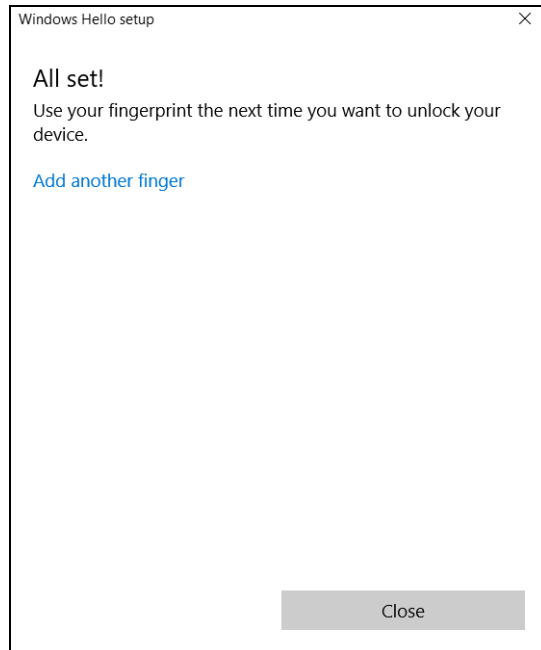 Windows Hello setup
All set!
Use your fingerprint the next time you want to unlock your
device.
Add another finger
Close